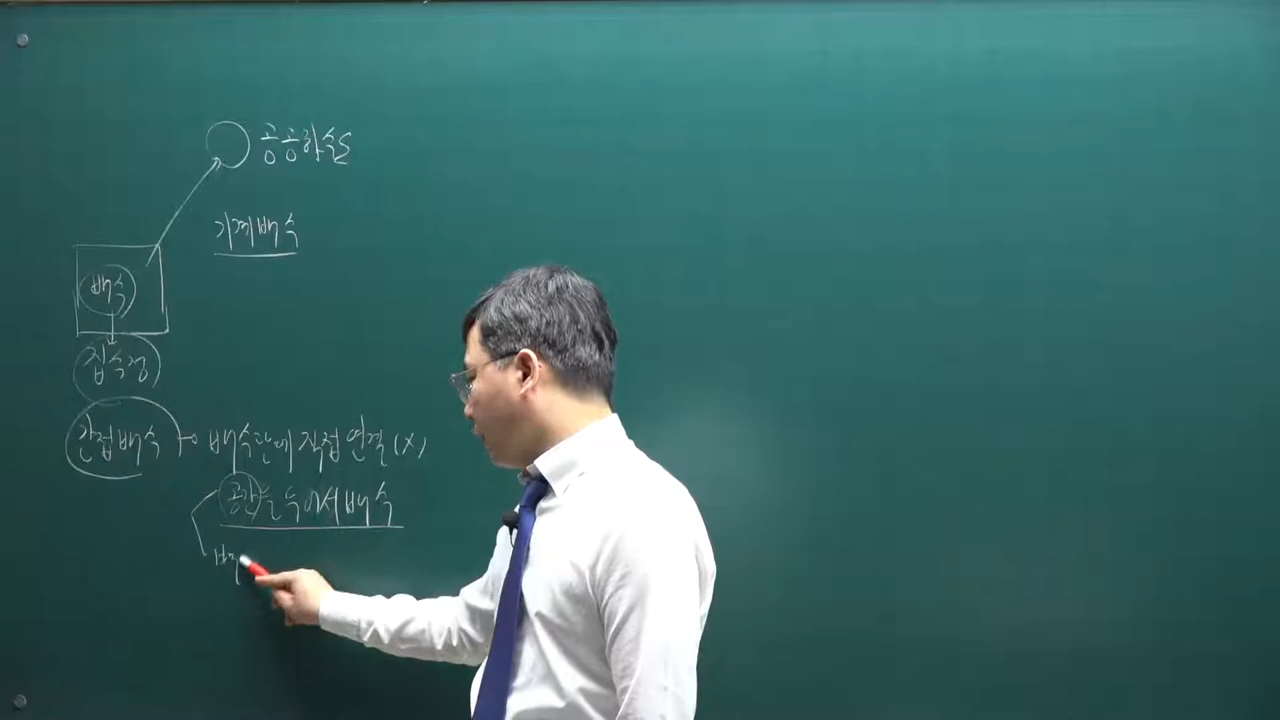 공공하수도
기계배수
배수
집수정
간접배수 → 배수관에 직접 연결(X)
공간을 두어서 배수